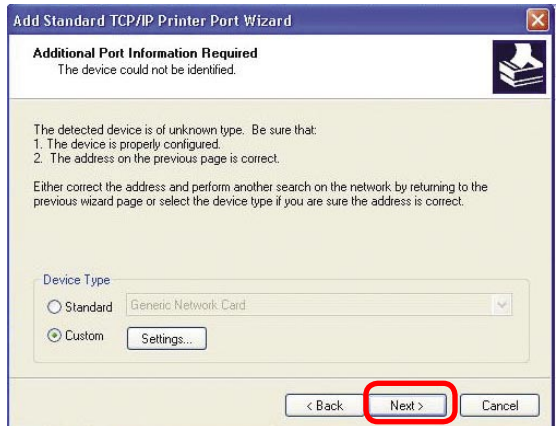 Add Standard TCP/IP Printer Port Wizard
Additional Port Information Required
The device could not be identified.
The detected device is of unknown type. Be sure that:
1. The device is properly configured.
2. The address on the previous page is correct.
Either correct the address and perform another search on the network by returning to the
previous wizard page or select the device type if you are sure the address is correct.
Device Type
Standard Generic Network Card
Custom Settings...
< Back Next > Cancel